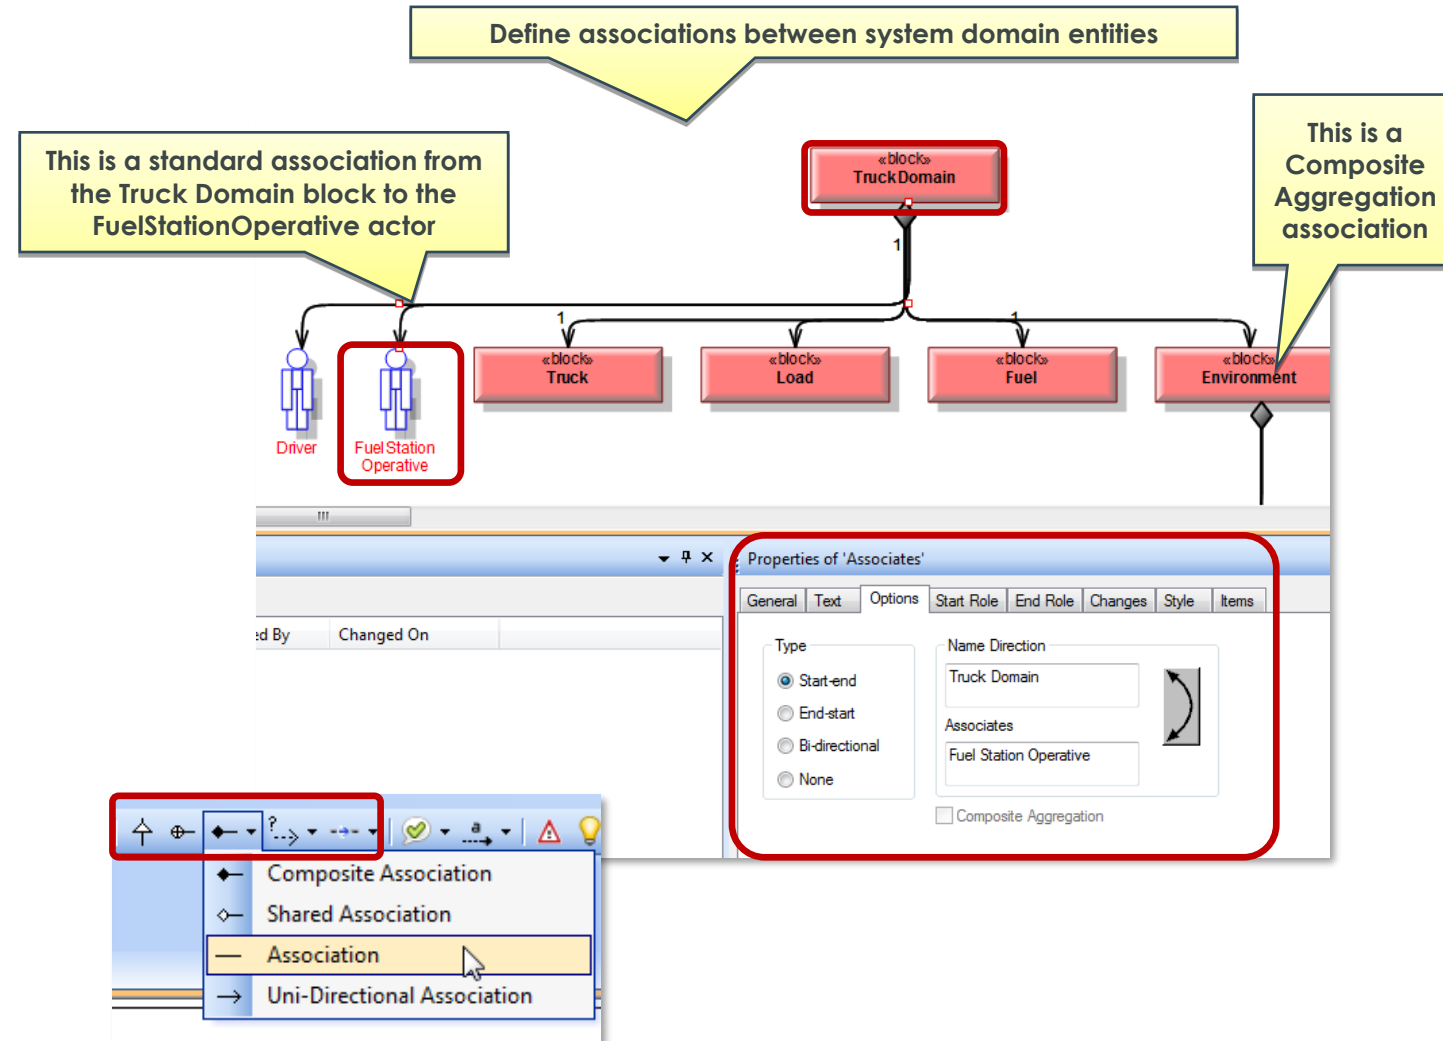 Define associations between system domain entities
This is a standard association from
the Truck Domain block to the
FuelStationOperative actor
This is a
Composite
Aggregation
association
«block»
Truck Domain
1
1
1
«block»
Truck
«block»
Load
«block»
Fuel
«block»
Environment
Driver
Fuel Station
Operative
Properties of 'Associates'
General
Text
Options
Start Role
End Role
Changes
Style
Items
ed By
Changed On
Type
Start-end
End-start
Bi-directional
None
Name Direction
Truck Domain
Associates
Fuel Station Operative
Composite Aggregation
?
a
Composite Association
Shared Association
Association
Uni-Directional Association